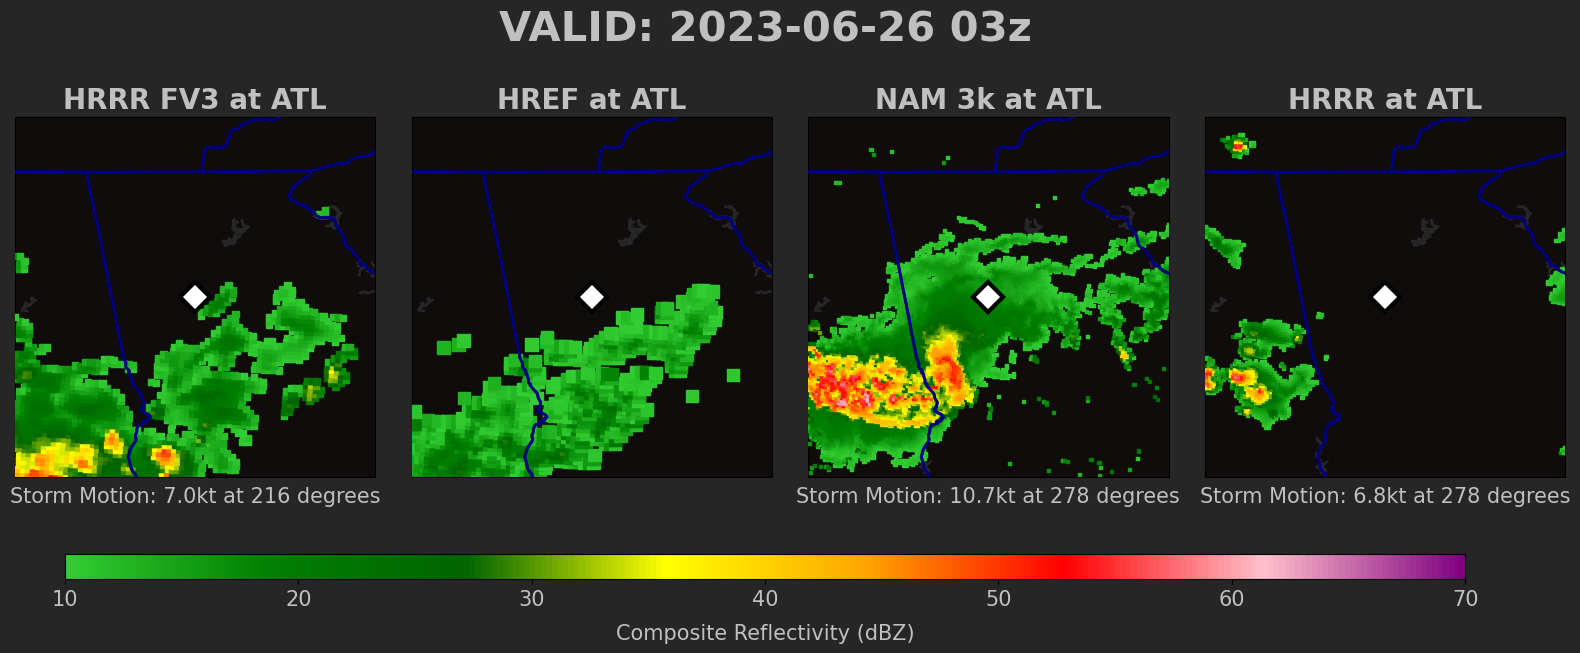 VALID: 2023-06-26 03z
HRRR FV3 at ATL
HREF at ATL
NAM 3k at ATL
HRRR at ATL
Storm Motion: 7.0kt at 216 degrees
Storm Motion: 10.7kt at 278 degrees
Storm Motion: 6.8kt at 278 degrees
10 20 30 40 50 60 70
Composite Reflectivity (dBZ)